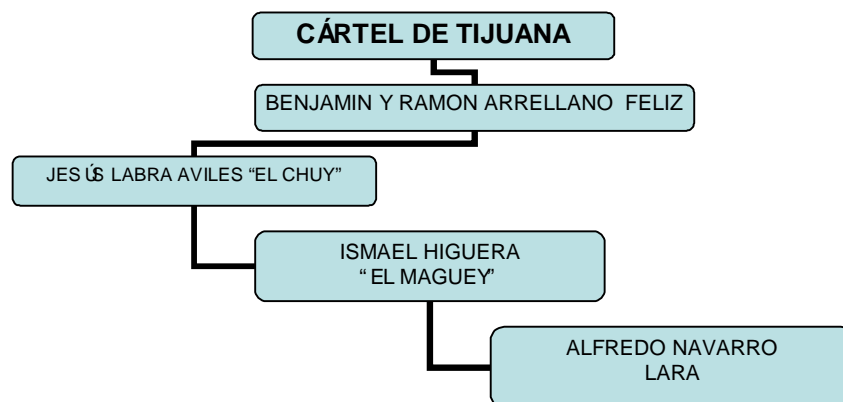 CÁRTEL DE TIJUANA
BENJAMIN Y RAMON ARRELLANO FELIZ
JESÚS LABRA AVILES “EL CHUY”
ISMAEL HIGUERA
“EL MAGUEY”
ALFREDO NAVARRO
LARA